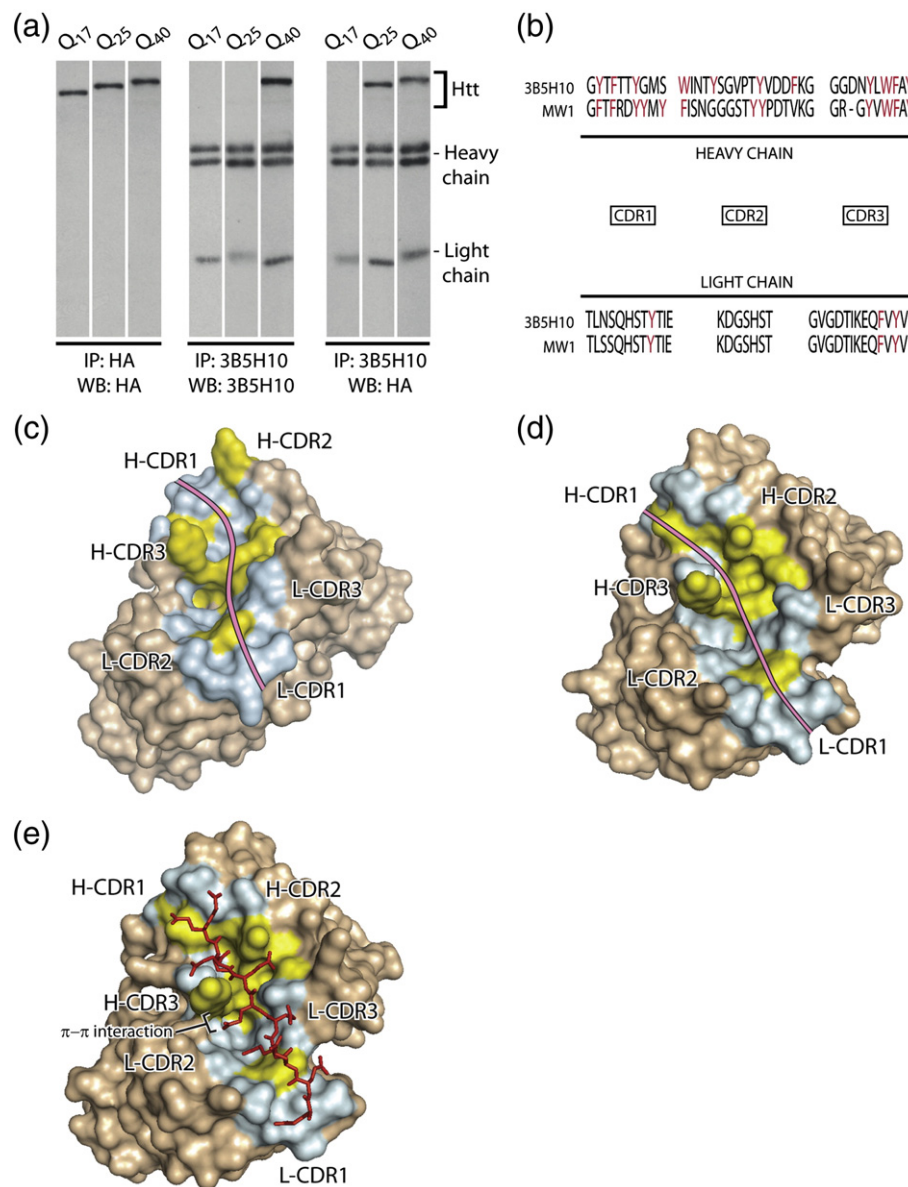 (a)
Q17 Q25 Q40 Q17 Q25 Q40 Q17 Q25 Q40
Htt
- Heavy
chain
- Light
chain
IP: HA
WB: HA
IP: 3B5H10
WB: 3B5H10
IP: 3B5H10
WB: HA
(b)
3B5H10 GYTFTTYGMS WINTYSGVPTYVDDFKG GGDNYLWFAY
MW1 GFTFRDYYMY FISNGGGSTYYPDTVKG GR-GYVWFAY
HEAVY CHAIN
CDR1 CDR2 CDR3
LIGHT CHAIN
3B5H10 TLNSQHSTYTIE KDGSHST GVGDTIKEQFVYV
MW1 TLSSQHSTYTIE KDGSHST GVGDTIKEQFVYV
(c)
H-CDR2
H-CDR1
H-CDR3
L-CDR3
L-CDR2
L-CDR1
(d)
H-CDR1
H-CDR2
H-CDR3
L-CDR3
L-CDR2
L-CDR1
(e)
H-CDR1
H-CDR2
H-CDR3
L-CDR3
π–π interaction
L-CDR2
L-CDR1